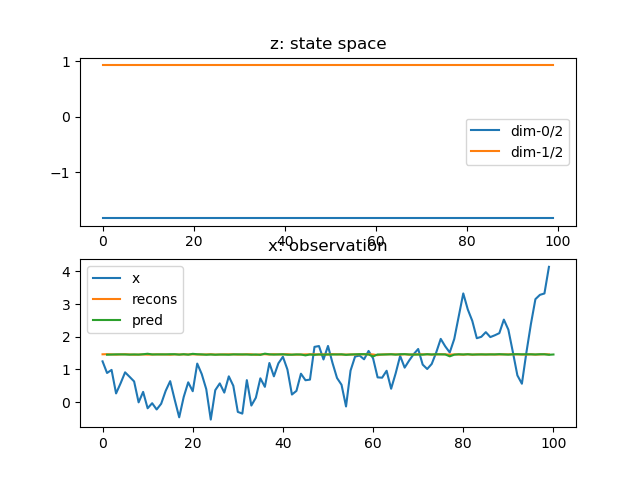 z: state space
1
0
−1
dim-0/2
dim-1/2
0 20 40 60 80 100
x: observation
4
3
2
1
0
x
recons
pred
0 20 40 60 80 100